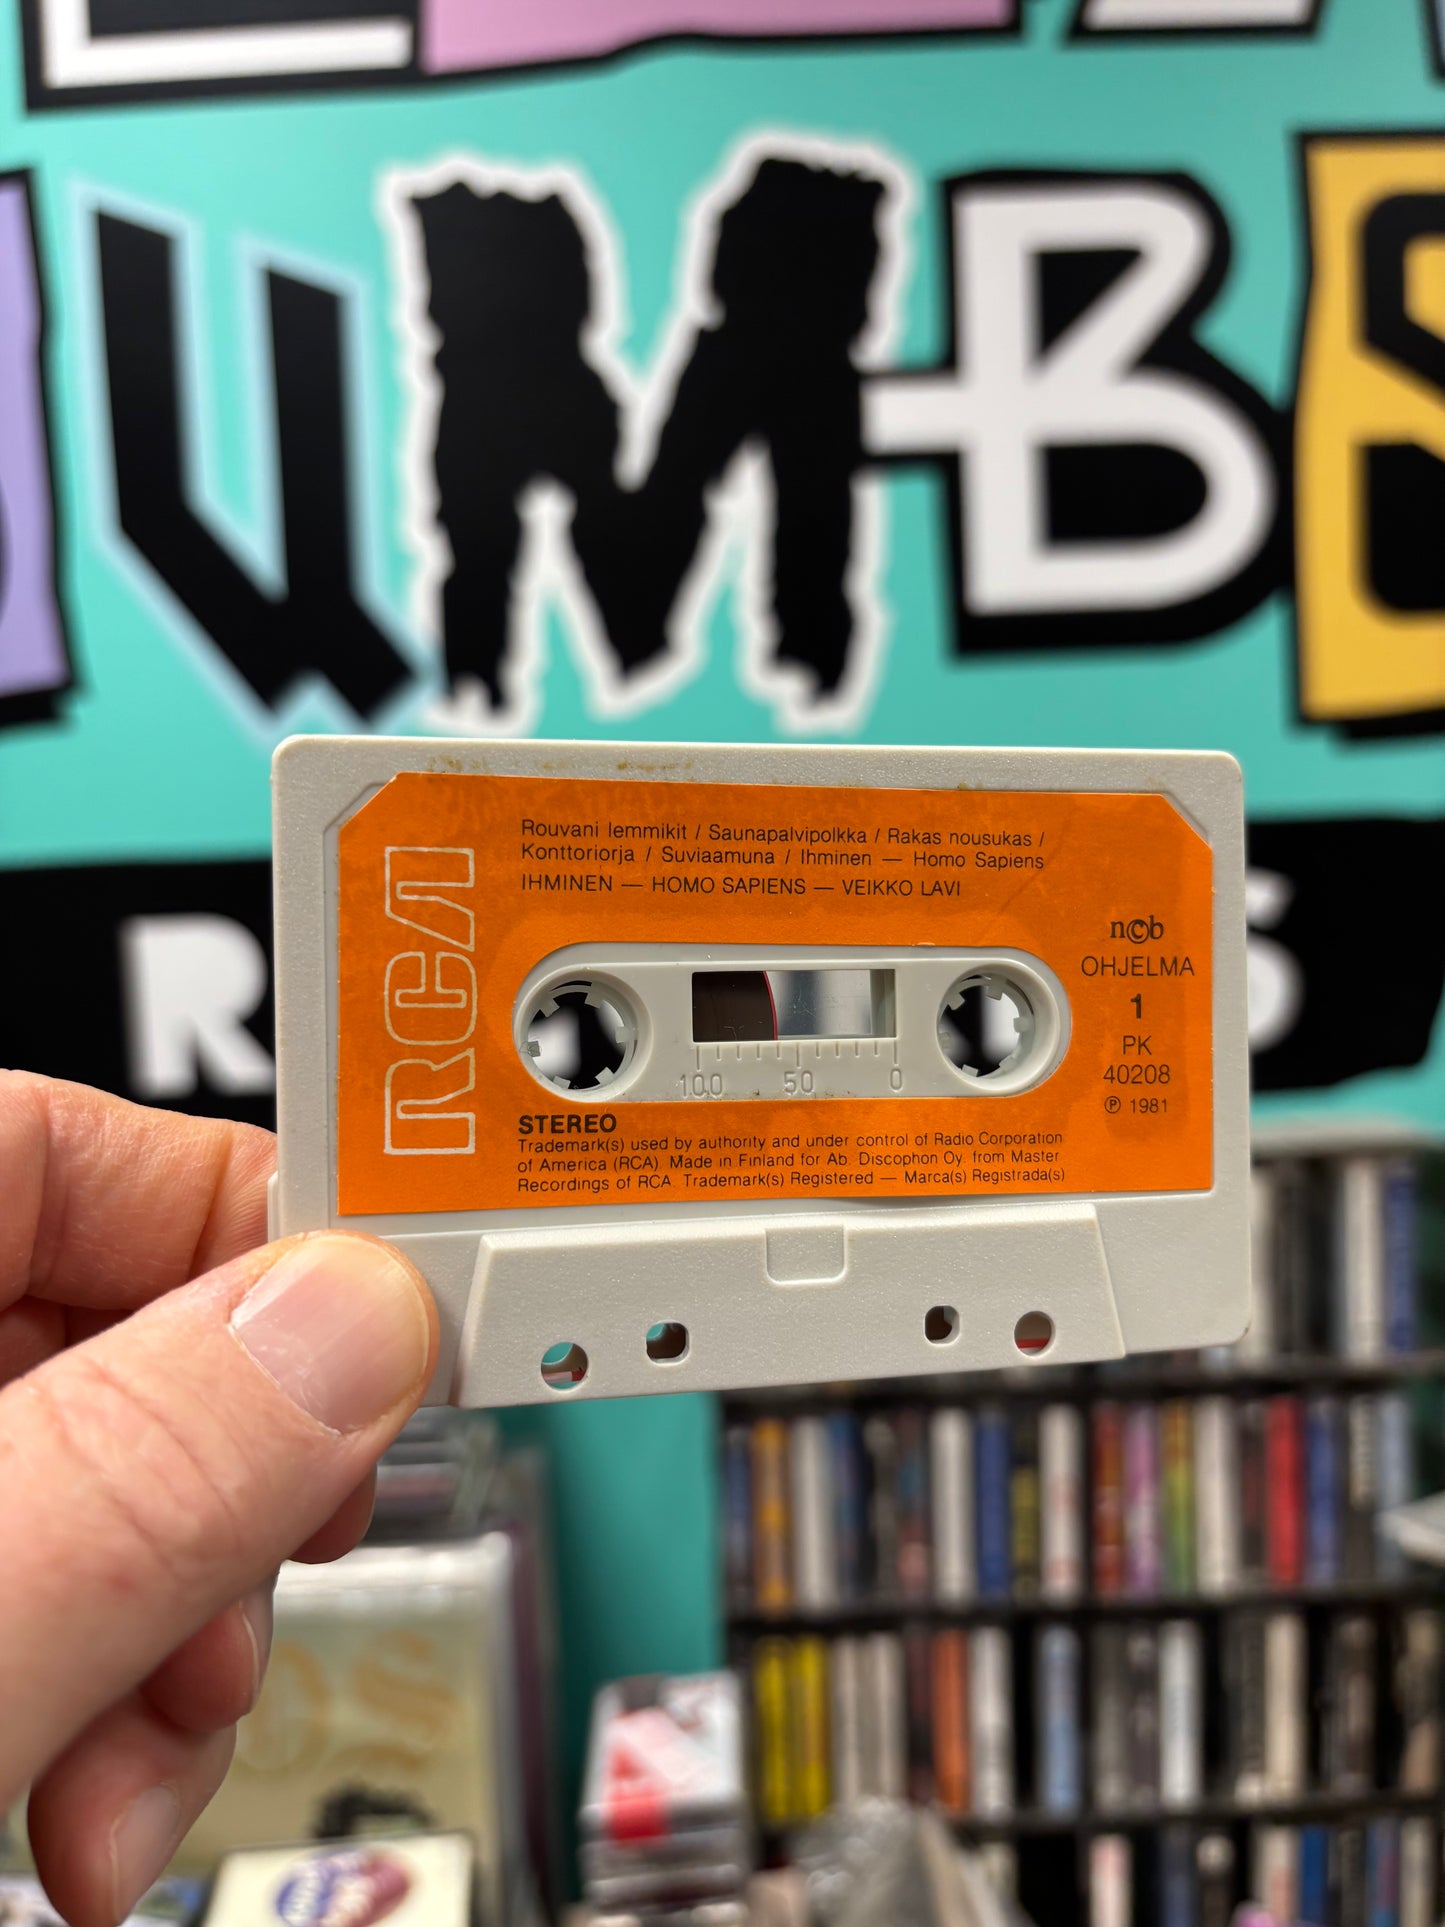 UMBS
Rouvani lemmikit / Saunapalvipolkka / Rakas nousukas /
Konttoriorja / Suviaamuna / Ihminen — Homo Sapiens
IHMINEN — HOMO SAPIENS — VEIKKO LAVI
RCA
ncb
OHJELMA
1
PK
40208
℗ 1981
100 50 0
STEREO
Trademark(s) used by authority and under control of Radio Corporation
of America (RCA). Made in Finland for Ab. Discophon Oy. from Master
Recordings of RCA. Trademark(s) Registered — Marca(s) Registrada(s)